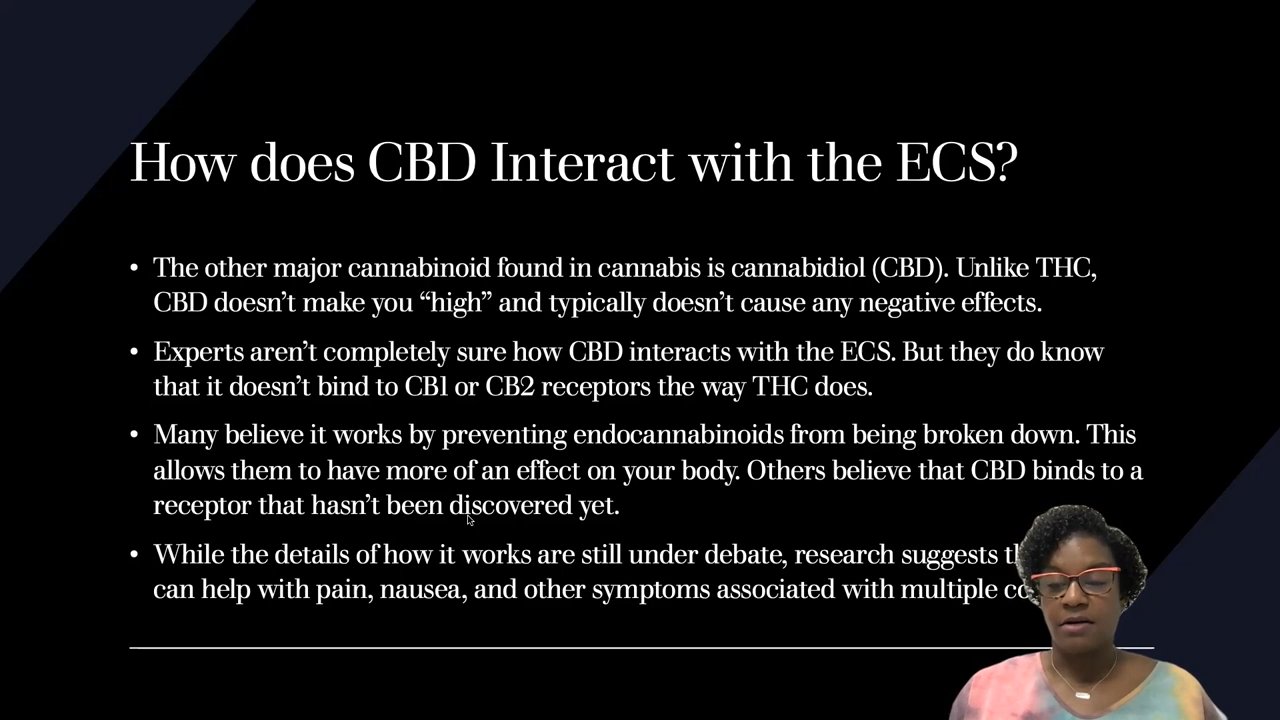 How does CBD Interact with the ECS?
• The other major cannabinoid found in cannabis is cannabidiol (CBD). Unlike THC,
CBD doesn’t make you “high” and typically doesn’t cause any negative effects.
• Experts aren’t completely sure how CBD interacts with the ECS. But they do know
that it doesn’t bind to CB1 or CB2 receptors the way THC does.
• Many believe it works by preventing endocannabinoids from being broken down. This
allows them to have more of an effect on your body. Others believe that CBD binds to a
receptor that hasn’t been discovered yet.
• While the details of how it works are still under debate, research suggests
can help with pain, nausea, and other symptoms associated with multiple